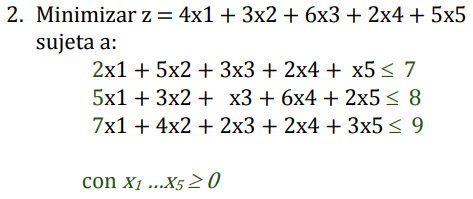 2. Minimizar z = 4x1 + 3x2 + 6x3 + 2x4 + 5x5
sujeta a:
2x1 + 5x2 + 3x3 + 2x4 + x5 ≤ 7
5x1 + 3x2 + x3 + 6x4 + 2x5 ≤ 8
7x1 + 4x2 + 2x3 + 2x4 + 3x5 ≤ 9
con x₁ ...x₅ ≥ 0